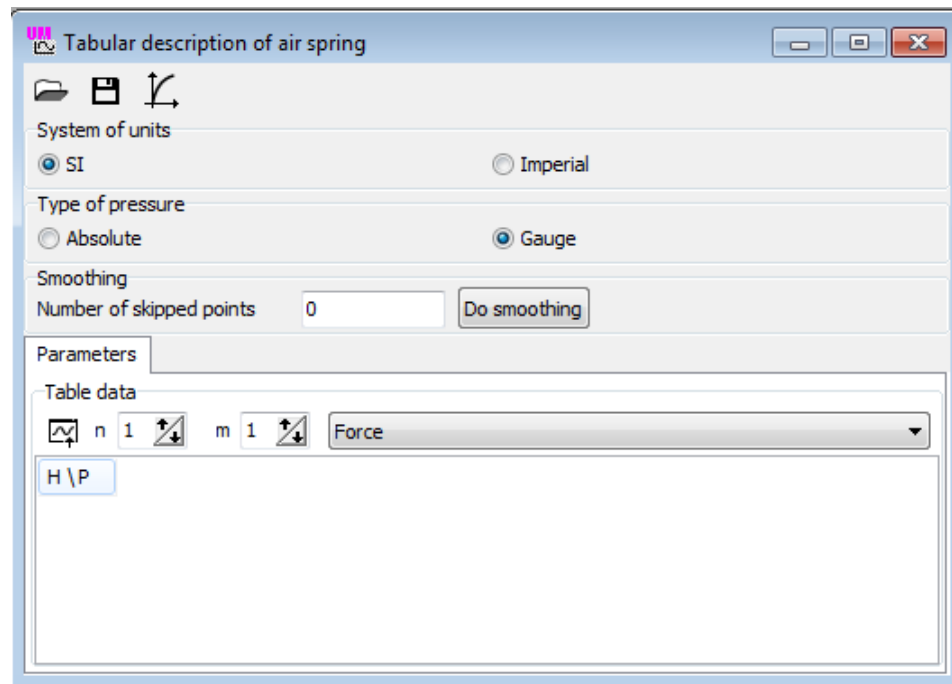 UM Tabular description of air spring
System of units
SI Imperial
Type of pressure
Absolute Gauge
Smoothing
Number of skipped points 0 Do smoothing
Parameters
Table data
n 1 m 1 Force
H \P